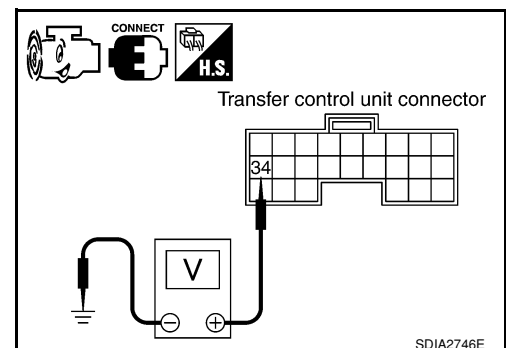 CONNECT
H.S.
Transfer control unit connector
34
V
SDIA2746E